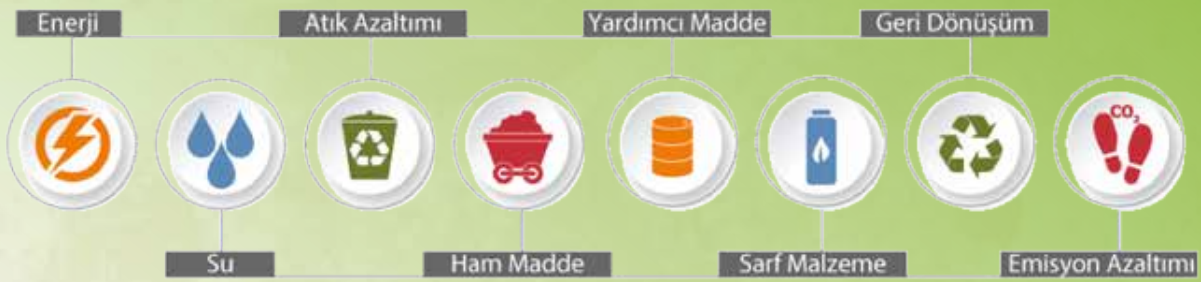 Enerji
Atık Azaltımı
Yardımcı Madde
Geri Dönüşüm
CO₂
Su
Ham Madde
Sarf Malzeme
Emisyon Azaltımı